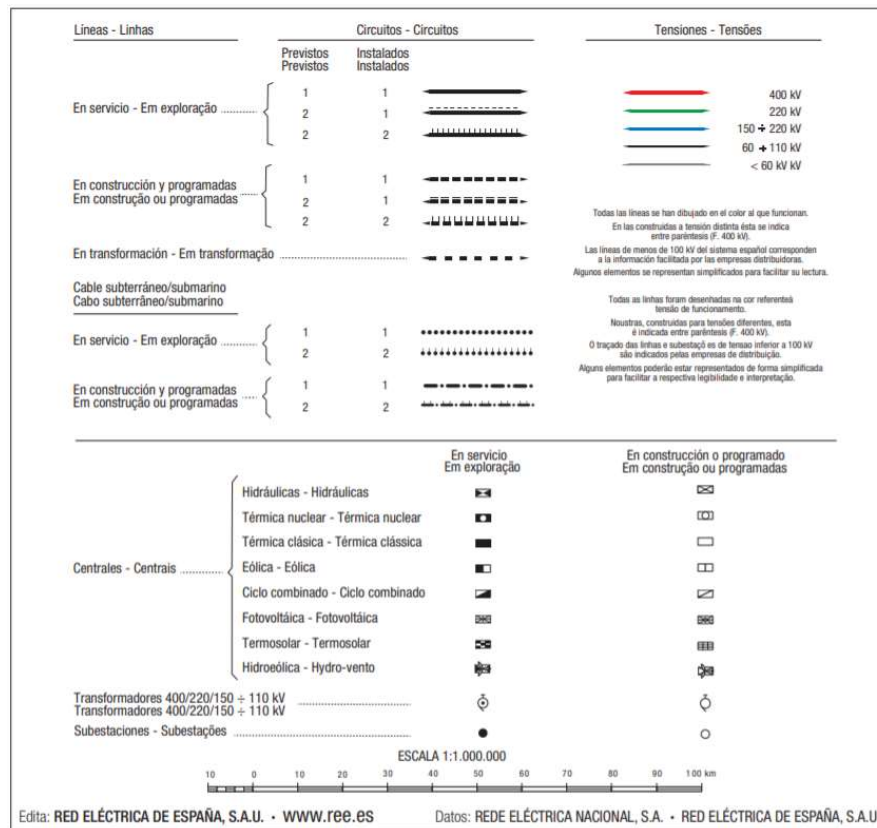 Líneas - Linhas
Circuitos - Circuitos
Tensiones - Tensões
Previstos Instalados
Previstos Instalados
En servicio - Em exploração
1 1
2 1
2 2
400 kV
220 kV
150 ÷ 220 kV
60 ÷ 110 kV
< 60 kV kV
En construcción y programadas
Em construção ou programadas
1 1
2 1
2 2
En transformación - Em transformação
Todas las líneas se han dibujado en el color al que funcionan.
En las construidas a tensión distinta ésta se indica
entre paréntesis (F. 400 kV).
Las líneas de menos de 100 kV del sistema español corresponden
a la información facilitada por las empresas distribuidoras.
Algunos elementos se representan simplificados para facilitar su lectura.
Todas as linhas foram desenhadas na cor referenteà
tensão de funcionamento.
Noustras, construidas para tensões diferentes, esta
é indicada entre parêntesis (F. 400 kV).
O traçado das linhas e subestaçõ es de tensao inferior a 100 kV
são indicados pelas empresas de distribuição.
Alguns elementos poderão estar representados de forma simplificada
para facilitar a respectiva legibilidade e interpretação.
Cable subterráneo/submarino
Cabo subterrâneo/submarino
En servicio - Em exploração
1 1
2 2
En construcción y programadas
Em construção ou programadas
1 1
2 2
En servicio
Em exploração
En construcción o programado
Em construção ou programadas
Centrales - Centrais
Hidráulicas - Hidráulicas
Térmica nuclear - Térmica nuclear
Térmica clásica - Térmica clássica
Eólica - Eólica
Ciclo combinado - Ciclo combinado
Fotovoltáica - Fotovoltáica
Termosolar - Termosolar
Hidroeólica - Hydro-vento
Transformadores 400/220/150 ÷ 110 kV
Transformadores 400/220/150 ÷ 110 kV
Subestaciones - Subestações
ESCALA 1:1.000.000
10 0 10 20 30 40 50 60 70 80 90 100 km
Edita: RED ELÉCTRICA DE ESPAÑA, S.A.U. · www.ree.es
Datos: REDE ELÉCTRICA NACIONAL, S.A. · RED ELÉCTRICA DE ESPAÑA, S.A.U